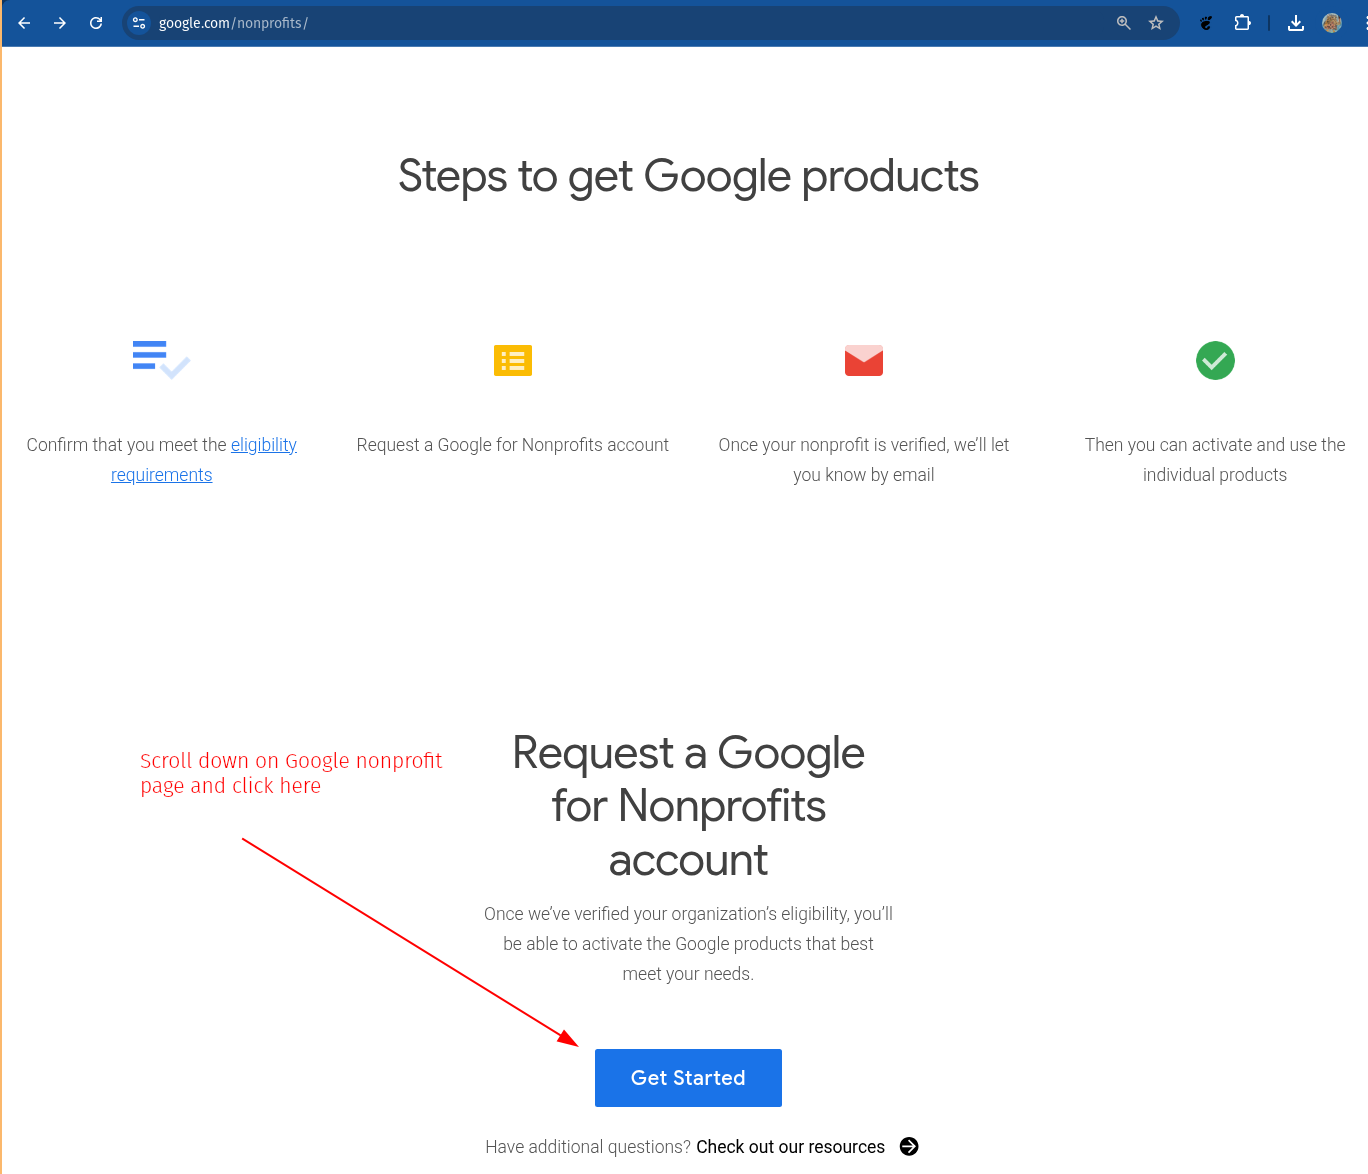 google.com/nonprofits/
Steps to get Google products
Confirm that you meet the eligibility
requirements
Request a Google for Nonprofits account
Once your nonprofit is verified, we’ll let
you know by email
Then you can activate and use the
individual products
Scroll down on Google nonprofit
page and click here
Request a Google
for Nonprofits
account
Once we’ve verified your organization’s eligibility, you’ll
be able to activate the Google products that best
meet your needs.
Get Started
Have additional questions? Check out our resources